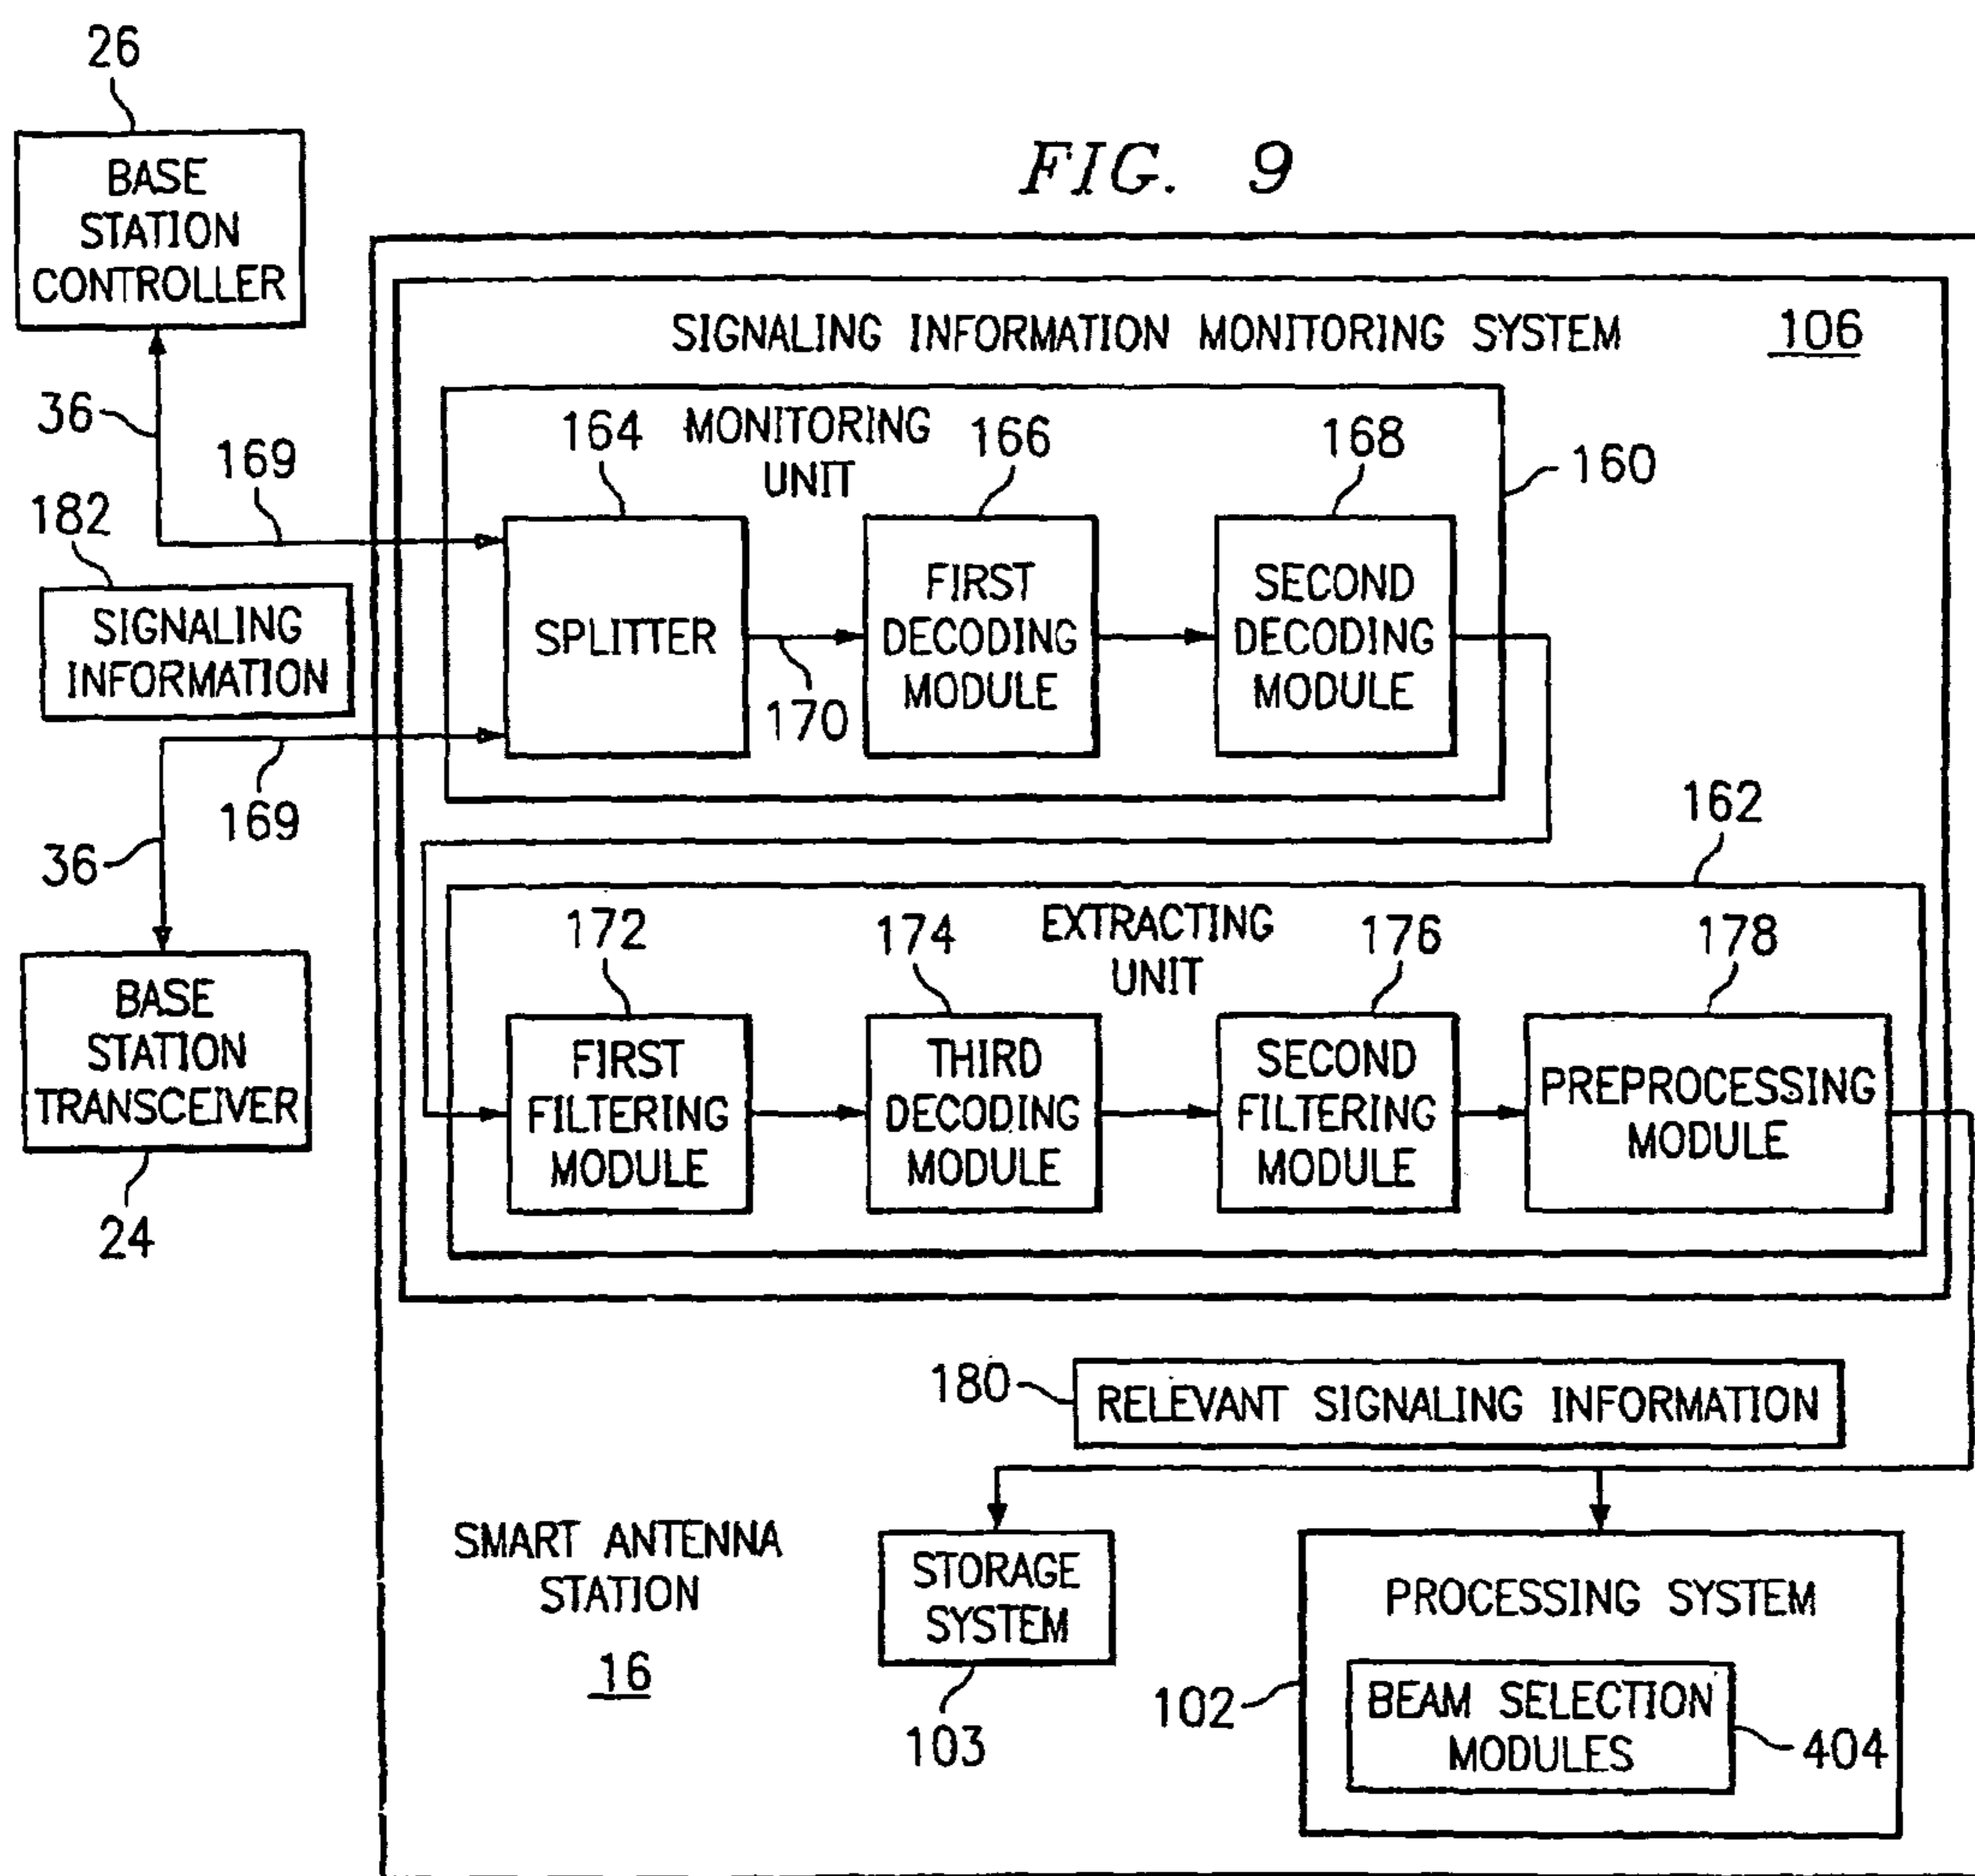 FIG. 9
26
BASE
STATION
CONTROLLER
36
169
182
SIGNALING
INFORMATION
169
36
BASE
STATION
TRANSCEIVER
24
SIGNALING INFORMATION MONITORING SYSTEM
106
MONITORING
UNIT
160
164
SPLITTER
170
166
FIRST
DECODING
MODULE
168
SECOND
DECODING
MODULE
162
EXTRACTING
UNIT
172
FIRST
FILTERING
MODULE
174
THIRD
DECODING
MODULE
176
SECOND
FILTERING
MODULE
178
PREPROCESSING
MODULE
180
RELEVANT SIGNALING INFORMATION
SMART ANTENNA
STATION
16
STORAGE
SYSTEM
103
PROCESSING SYSTEM
102
BEAM SELECTION
MODULES
404